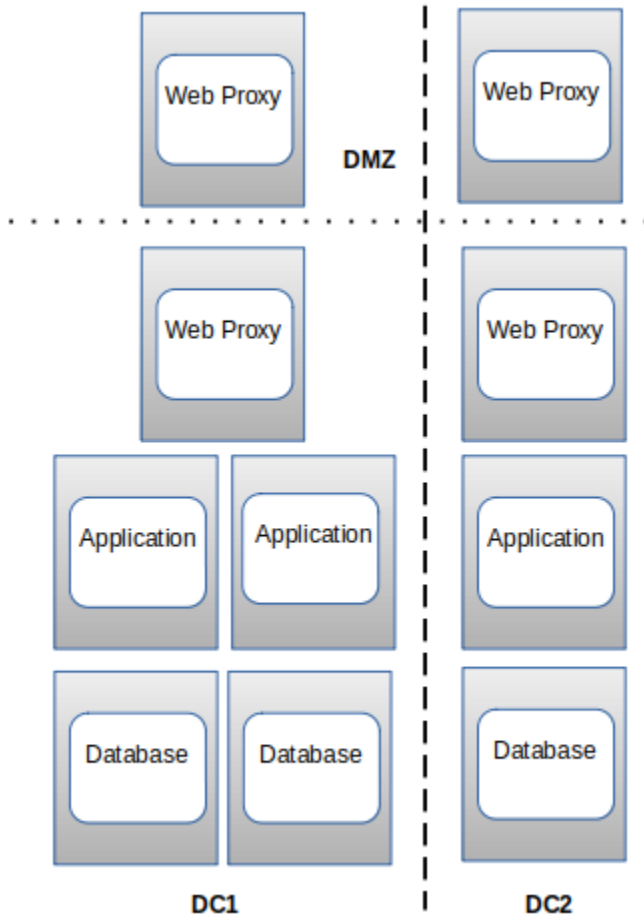 Web Proxy
Web Proxy
DMZ
Web Proxy
Web Proxy
Application
Application
Application
Database
Database
Database
DC1
DC2